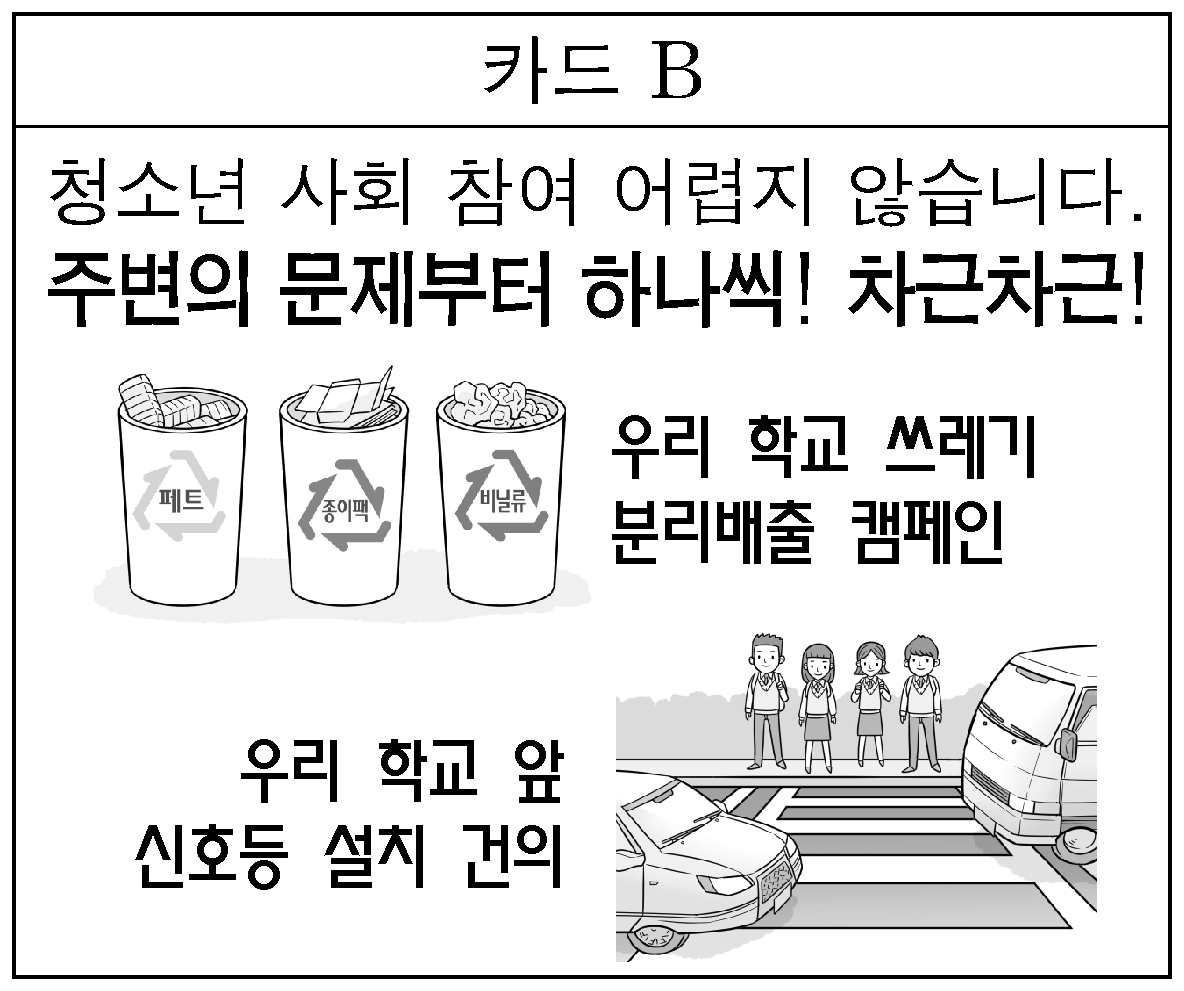 카드 B
청소년 사회 참여 어렵지 않습니다.
주변의 문제부터 하나씩! 차근차근!
페트
종이팩
비닐류
우리 학교 쓰레기
분리배출 캠페인
우리 학교 앞
신호등 설치 건의